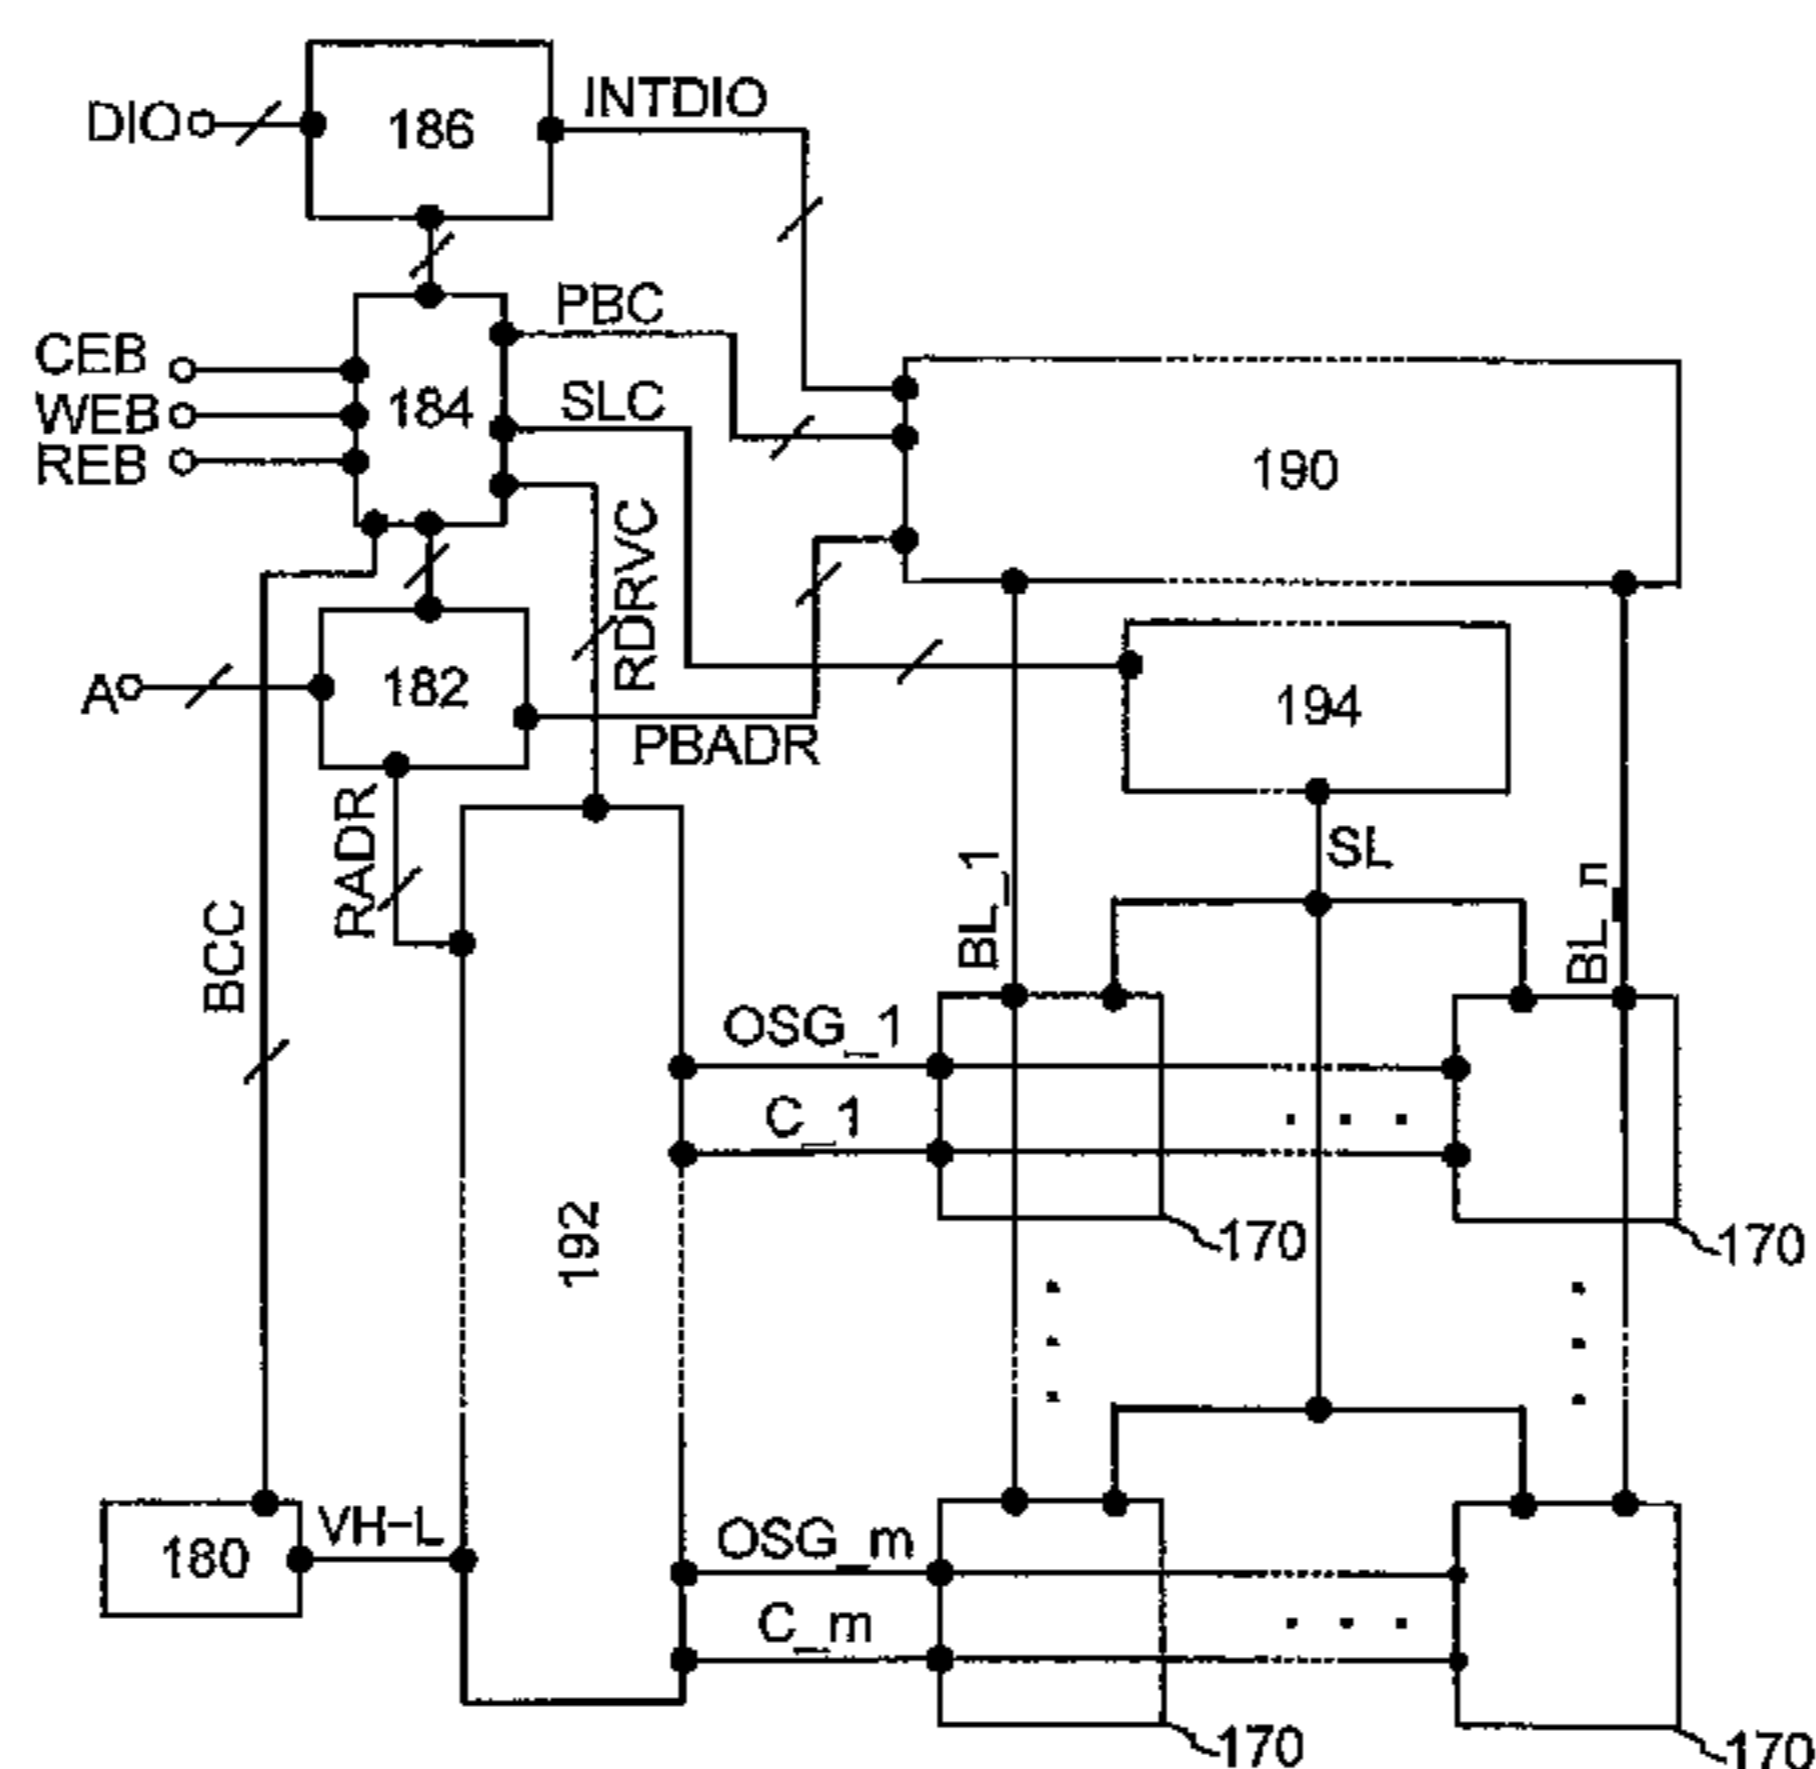 DIO
186
INTDIO
PBC
CEB
WEB
REB
184
SLC
190
RDRVC
A
182
PBADR
194
RADR
SL
BCC
BL_1
BL_n
OSG_1
C_1
192
170
170
180
VH-L
OSG_m
C_m
170
170